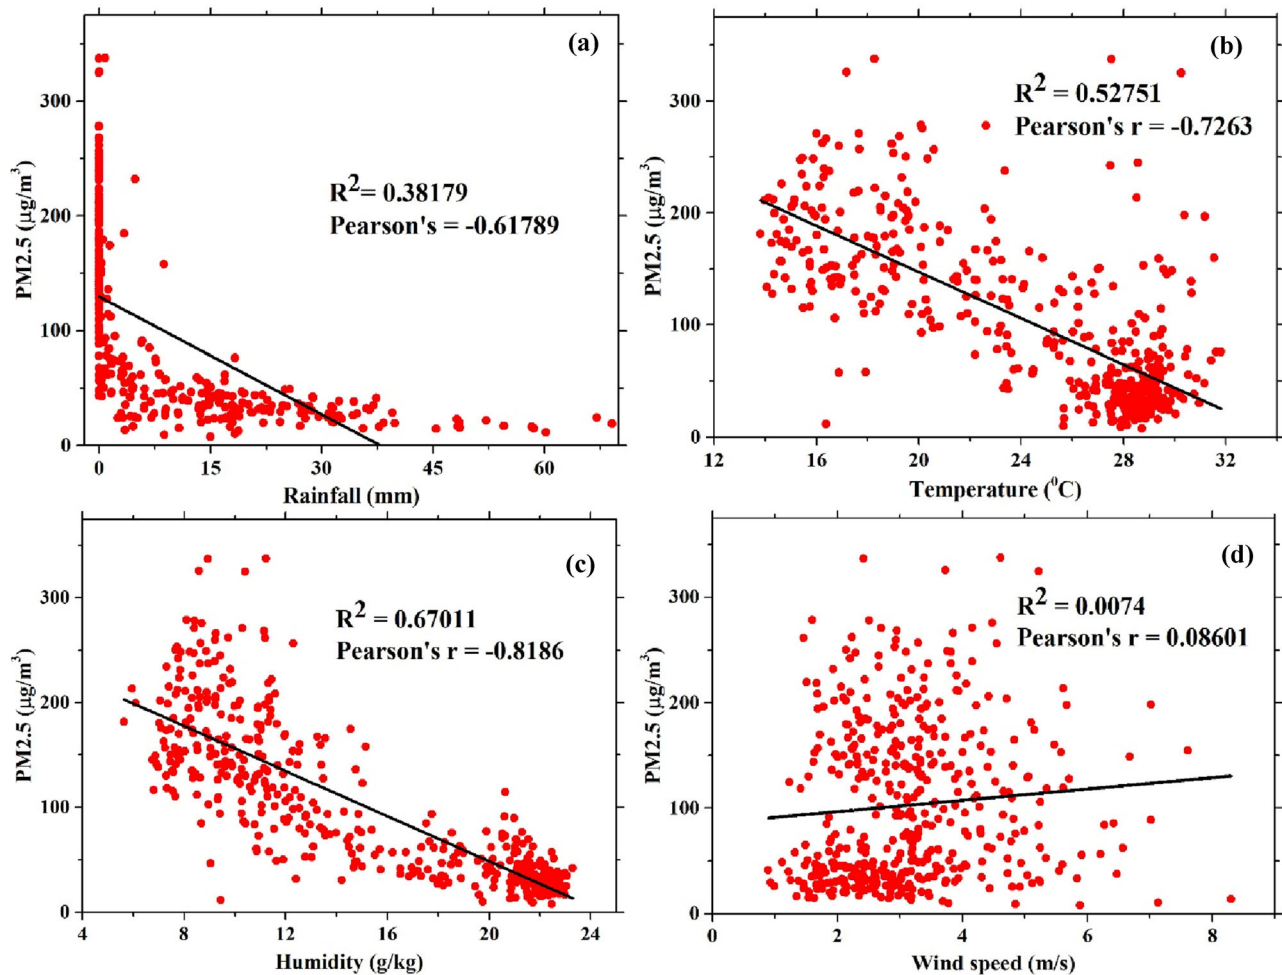 (a)
R2= 0.38179
Pearson's = -0.61789
PM2.5 (μg/m3)
300
200
100
0
0 15 30 45 60
Rainfall (mm)
(b)
R2 = 0.52751
Pearson's r = -0.7263
PM2.5 (μg/m3)
300
200
100
0
12 16 20 24 28 32
Temperature (0C)
(c)
R2 = 0.67011
Pearson's r = -0.8186
PM2.5 (μg/m3)
300
200
100
0
4 8 12 16 20 24
Humidity (g/kg)
(d)
R2 = 0.0074
Pearson's r = 0.08601
PM2.5 (μg/m3)
300
200
100
0
0 2 4 6 8
Wind speed (m/s)